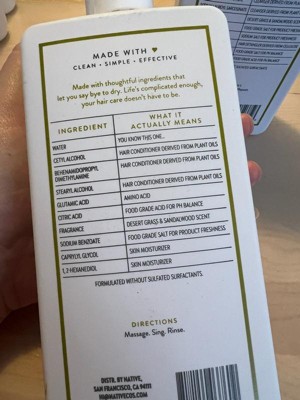 MADE WITH ♥
CLEAN • SIMPLE • EFFECTIVE
Made with thoughtful ingredients that
let you say bye to dry. Life's complicated enough,
your hair care doesn't have to be.
INGREDIENT WHAT IT ACTUALLY MEANS
WATER YOU KNOW THIS ONE...
CETYL ALCOHOL HAIR CONDITIONER DERIVED FROM PLANT OILS
BEHENAMIDOPROPYL DIMETHYLAMINE HAIR CONDITIONER DERIVED FROM PLANT OILS
STEARYL ALCOHOL HAIR CONDITIONER DERIVED FROM PLANT OILS
GLUTAMIC ACID AMINO ACID
CITRIC ACID FOOD GRADE ACID FOR PH BALANCE
FRAGRANCE DESERT GRASS & SANDALWOOD SCENT
SODIUM BENZOATE FOOD GRADE SALT FOR PRODUCT FRESHNESS
CAPRYLYL GLYCOL SKIN MOISTURIZER
1, 2-HEXANEDIOL SKIN MOISTURIZER
FORMULATED WITHOUT SULFATED SURFACTANTS
DIRECTIONS
Massage. Sing. Rinse.
DISTR. BY NATIVE,
SAN FRANCISCO, CA 94111
HI@NATIVECOS.COM